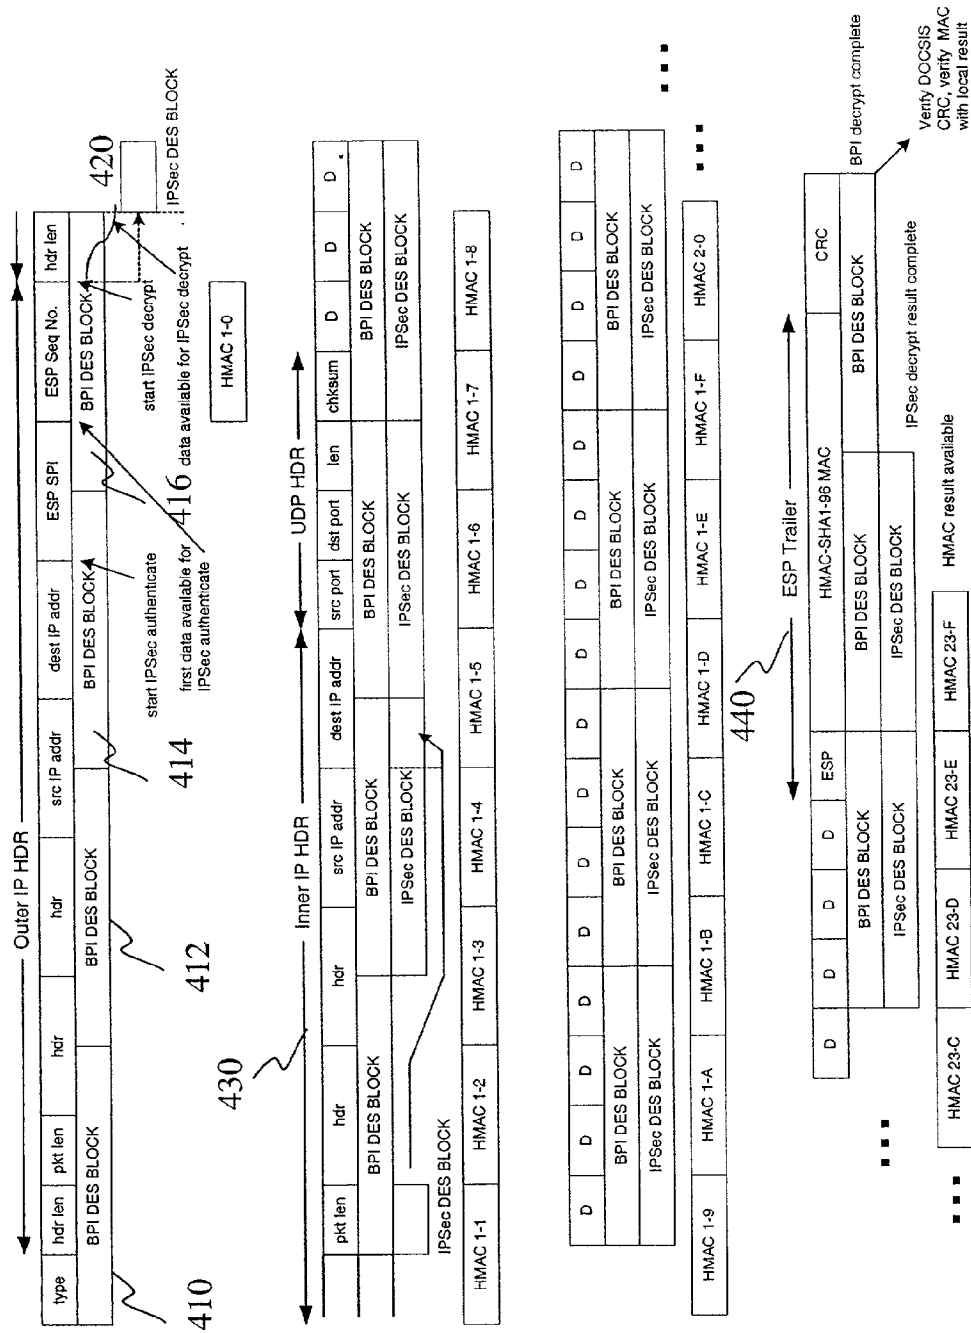 Outer IP HDR
type hdr len pkt len hdr hdr src IP addr dest IP addr ESP SPI ESP Seq No. hdr len
BPI DES BLOCK BPI DES BLOCK BPI DES BLOCK BPI DES BLOCK
410 412 414 416 420
start IPSec authenticate
first data available for
IPSec authenticate
start IPSec decrypt
data available for IPSec decrypt
IPSec DES BLOCK
HMAC 1-0
430
Inner IP HDR UDP HDR
pkt len hdr hdr src IP addr dest IP addr src port dst port len chksum D D D
BPI DES BLOCK BPI DES BLOCK BPI DES BLOCK BPI DES BLOCK
IPSec DES BLOCK IPSec DES BLOCK IPSec DES BLOCK IPSec DES BLOCK
HMAC 1-1 HMAC 1-2 HMAC 1-3 HMAC 1-4 HMAC 1-5 HMAC 1-6 HMAC 1-7 HMAC 1-8
D D D D D D D D D D D D D D D D
BPI DES BLOCK BPI DES BLOCK BPI DES BLOCK BPI DES BLOCK
IPSec DES BLOCK IPSec DES BLOCK IPSec DES BLOCK IPSec DES BLOCK
HMAC 1-9 HMAC 1-A HMAC 1-B HMAC 1-C HMAC 1-D HMAC 1-E HMAC 1-F HMAC 2-0
440
ESP Trailer
D D D D ESP HMAC-SHA1-96 MAC CRC
BPI DES BLOCK BPI DES BLOCK BPI DES BLOCK BPI decrypt complete
IPSec DES BLOCK IPSec DES BLOCK IPSec decrypt result complete
HMAC 23-C HMAC 23-D HMAC 23-E HMAC 23-F HMAC result available
Verify DOCSIS
CRC, verify MAC
with local result